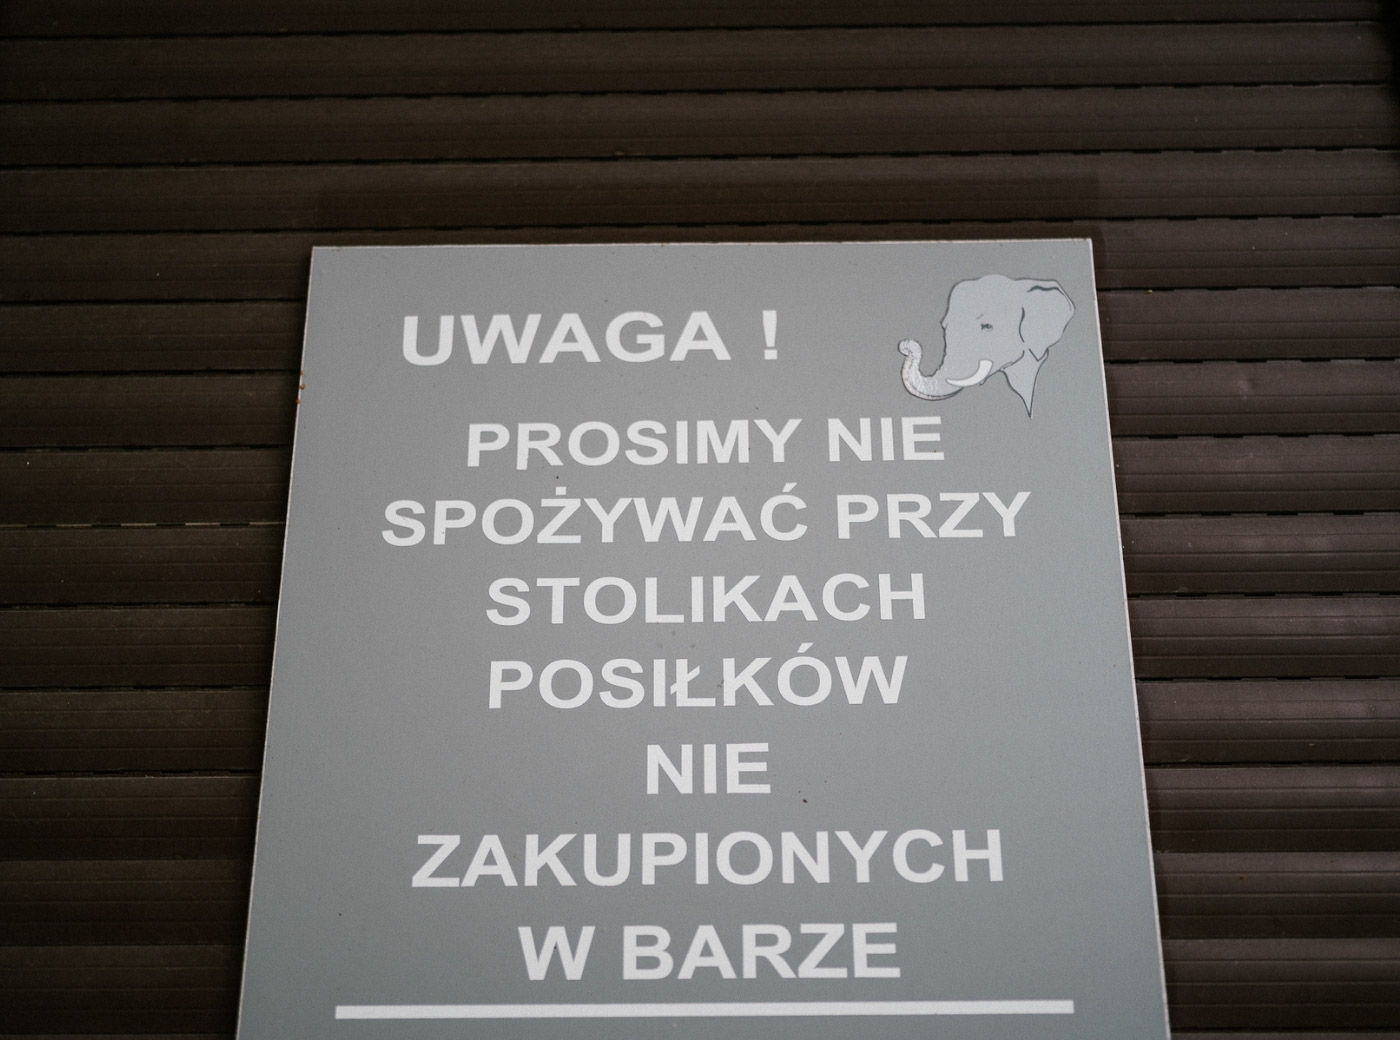 UWAGA !
PROSIMY NIE
SPOŻYWAĆ PRZY
STOLIKACH
POSIŁKÓW
NIE
ZAKUPIONYCH
W BARZE